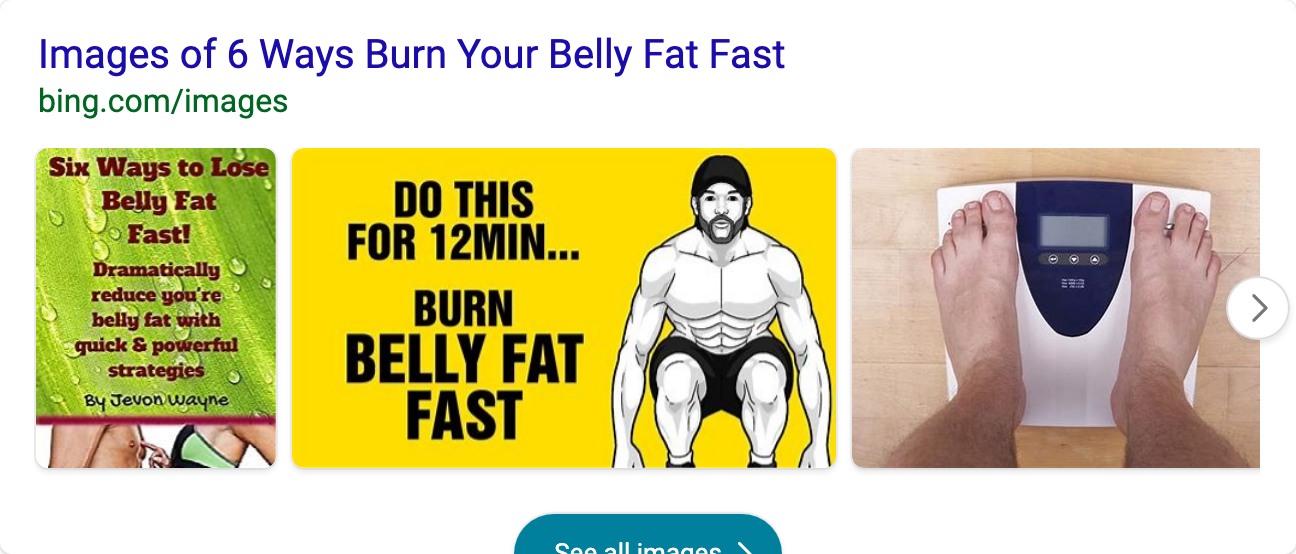 Images of 6 Ways Burn Your Belly Fat Fast
bing.com/images
Six Ways to Lose
Belly Fat
Fast!
Dramatically
reduce you're
belly fat with
quick & powerful
strategies
By Jevon Wayne
DO THIS
FOR 12MIN...
BURN
BELLY FAT
FAST
See all images